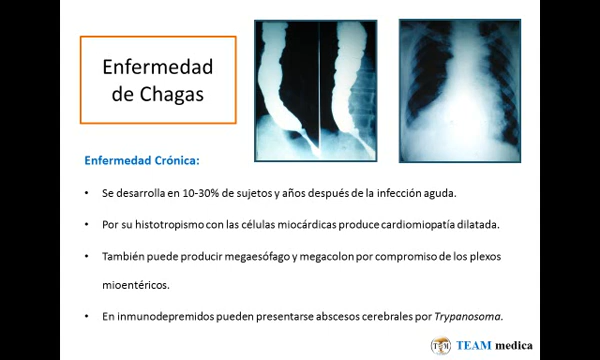 Enfermedad
de Chagas
Enfermedad Crónica:
• Se desarrolla en 10-30% de sujetos y años después de la infección aguda.
• Por su histotropismo con las células miocárdicas produce cardiomiopatía dilatada.
• También puede producir megaesófago y megacolon por compromiso de los plexos
mioentéricos.
• En inmunodepremidos pueden presentarse abscesos cerebrales por Trypanosoma.
TEAM medica